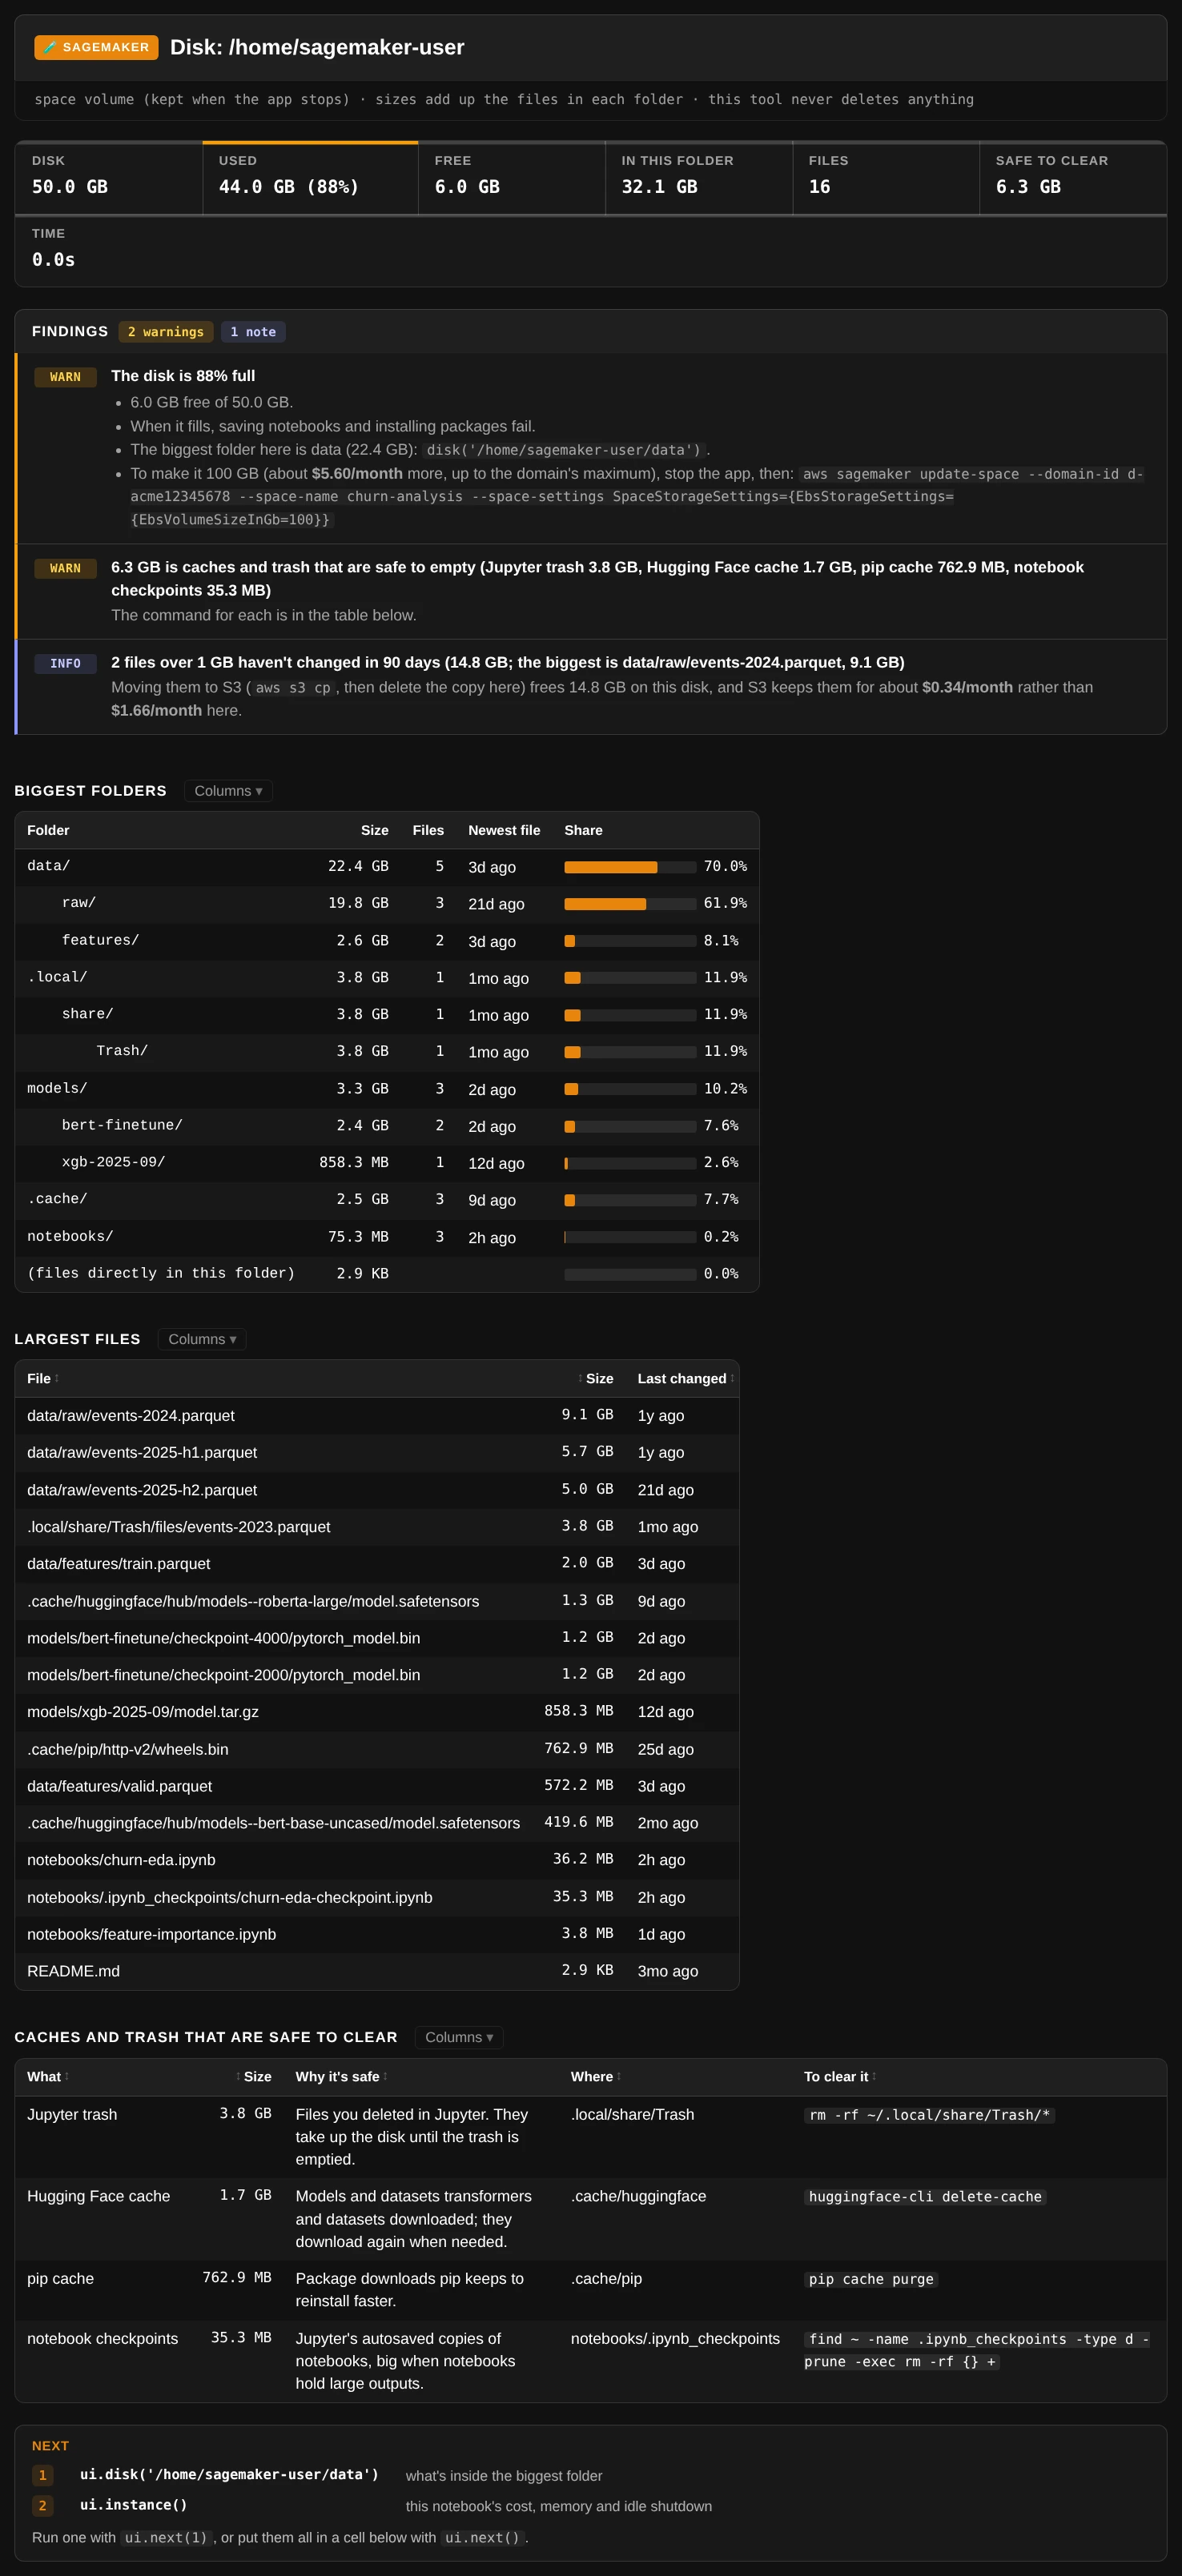 🧪 SAGEMAKER Disk: /home/sagemaker-user
space volume (kept when the app stops) · sizes add up the files in each folder · this tool never deletes anything
DISK USED FREE IN THIS FOLDER FILES SAFE TO CLEAR
50.0 GB 44.0 GB (88%) 6.0 GB 32.1 GB 16 6.3 GB
TIME
0.0s
FINDINGS 2 warnings 1 note
WARN The disk is 88% full
• 6.0 GB free of 50.0 GB.
• When it fills, saving notebooks and installing packages fail.
• The biggest folder here is data (22.4 GB): disk('/home/sagemaker-user/data').
• To make it 100 GB (about $5.60/month more, up to the domain's maximum), stop the app, then: aws sagemaker update-space --domain-id d-
acme12345678 --space-name churn-analysis --space-settings SpaceStorageSettings={EbsStorageSettings=
{EbsVolumeSizeInGb=100}}
WARN 6.3 GB is caches and trash that are safe to empty (Jupyter trash 3.8 GB, Hugging Face cache 1.7 GB, pip cache 762.9 MB, notebook
checkpoints 35.3 MB)
The command for each is in the table below.
INFO 2 files over 1 GB haven't changed in 90 days (14.8 GB; the biggest is data/raw/events-2024.parquet, 9.1 GB)
Moving them to S3 (aws s3 cp, then delete the copy here) frees 14.8 GB on this disk, and S3 keeps them for about $0.34/month rather than
$1.66/month here.
BIGGEST FOLDERS Columns ▾
Folder Size Files Newest file Share
data/ 22.4 GB 5 3d ago 70.0%
raw/ 19.8 GB 3 21d ago 61.9%
features/ 2.6 GB 2 3d ago 8.1%
.local/ 3.8 GB 1 1mo ago 11.9%
share/ 3.8 GB 1 1mo ago 11.9%
Trash/ 3.8 GB 1 1mo ago 11.9%
models/ 3.3 GB 3 2d ago 10.2%
bert-finetune/ 2.4 GB 2 2d ago 7.6%
xgb-2025-09/ 858.3 MB 1 12d ago 2.6%
.cache/ 2.5 GB 3 9d ago 7.7%
notebooks/ 75.3 MB 3 2h ago 0.2%
(files directly in this folder) 2.9 KB 0.0%
LARGEST FILES Columns ▾
File ↕ ↕ Size Last changed ↕
data/raw/events-2024.parquet 9.1 GB 1y ago
data/raw/events-2025-h1.parquet 5.7 GB 1y ago
data/raw/events-2025-h2.parquet 5.0 GB 21d ago
.local/share/Trash/files/events-2023.parquet 3.8 GB 1mo ago
data/features/train.parquet 2.0 GB 3d ago
.cache/huggingface/hub/models--roberta-large/model.safetensors 1.3 GB 9d ago
models/bert-finetune/checkpoint-4000/pytorch_model.bin 1.2 GB 2d ago
models/bert-finetune/checkpoint-2000/pytorch_model.bin 1.2 GB 2d ago
models/xgb-2025-09/model.tar.gz 858.3 MB 12d ago
.cache/pip/http-v2/wheels.bin 762.9 MB 25d ago
data/features/valid.parquet 572.2 MB 3d ago
.cache/huggingface/hub/models--bert-base-uncased/model.safetensors 419.6 MB 2mo ago
notebooks/churn-eda.ipynb 36.2 MB 2h ago
notebooks/.ipynb_checkpoints/churn-eda-checkpoint.ipynb 35.3 MB 2h ago
notebooks/feature-importance.ipynb 3.8 MB 1d ago
README.md 2.9 KB 3mo ago
CACHES AND TRASH THAT ARE SAFE TO CLEAR Columns ▾
What ↕ ↕ Size Why it's safe ↕ Where ↕ To clear it ↕
Jupyter trash 3.8 GB Files you deleted in Jupyter. They .local/share/Trash rm -rf ~/.local/share/Trash/*
take up the disk until the trash is
emptied.
Hugging Face cache 1.7 GB Models and datasets transformers .cache/huggingface huggingface-cli delete-cache
and datasets downloaded; they
download again when needed.
pip cache 762.9 MB Package downloads pip keeps to .cache/pip pip cache purge
reinstall faster.
notebook checkpoints 35.3 MB Jupyter's autosaved copies of notebooks/.ipynb_checkpoints find ~ -name .ipynb_checkpoints -type d -
notebooks, big when notebooks prune -exec rm -rf {} +
hold large outputs.
NEXT
1 ui.disk('/home/sagemaker-user/data') what's inside the biggest folder
2 ui.instance() this notebook's cost, memory and idle shutdown
Run one with ui.next(1), or put them all in a cell below with ui.next().